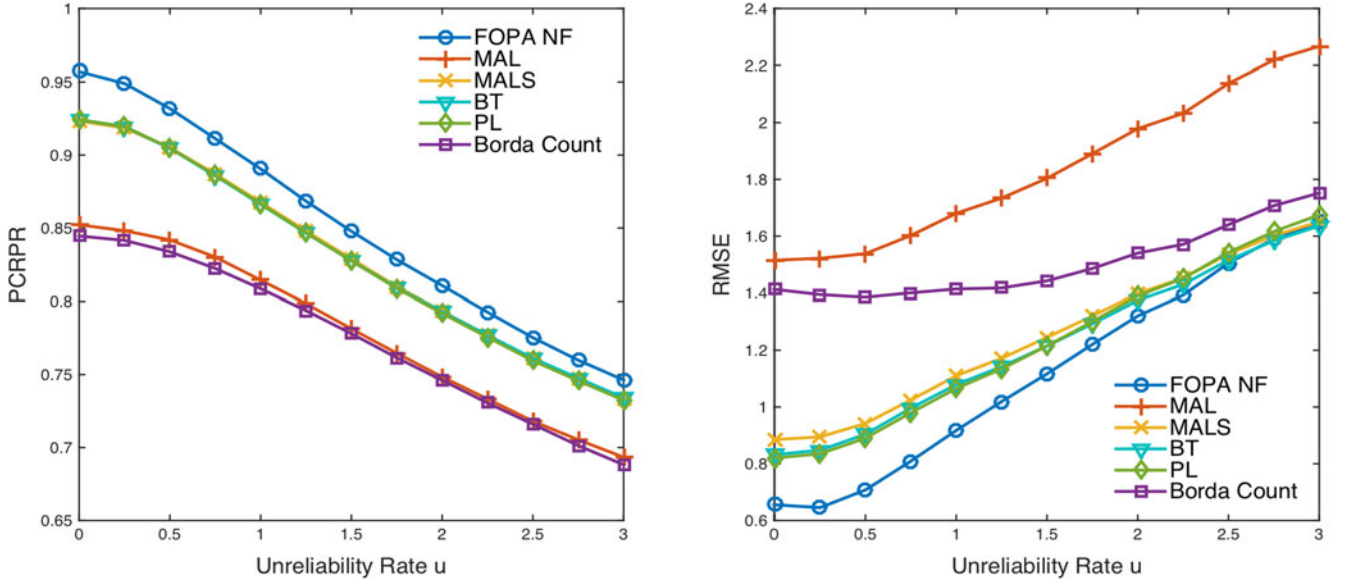 1
0.95
0.9
0.85
0.8
0.75
0.7
0.65
PCRPR
0 0.5 1 1.5 2 2.5 3
Unreliability Rate u
FOPA NF
MAL
MALS
BT
PL
Borda Count
2.4
2.2
2
1.8
1.6
1.4
1.2
1
0.8
0.6
RMSE
0 0.5 1 1.5 2 2.5 3
Unreliability Rate u
FOPA NF
MAL
MALS
BT
PL
Borda Count